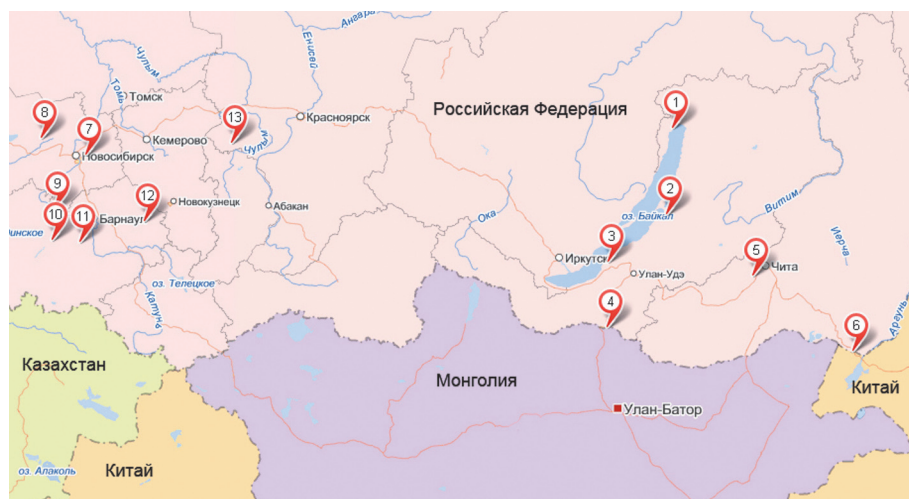 Ангара
Енисей
Чулым
Томь
Томск
8
7
13
1
Красноярск
Российская Федерация
Кемерово
Чулым
Новосибирск
9
12
2
Новокузнецк
Абакан
Витим
10
11
Барнаул
оз. Байкал
Ока
динское
3
5
Иерча
Иркутск
Улан-Удэ
Чита
оз. Телецкое
Катунь
4
6
Аргунь
Казахстан
Монголия
Китай
Улан-Батор
Китай
оз. Алаколь